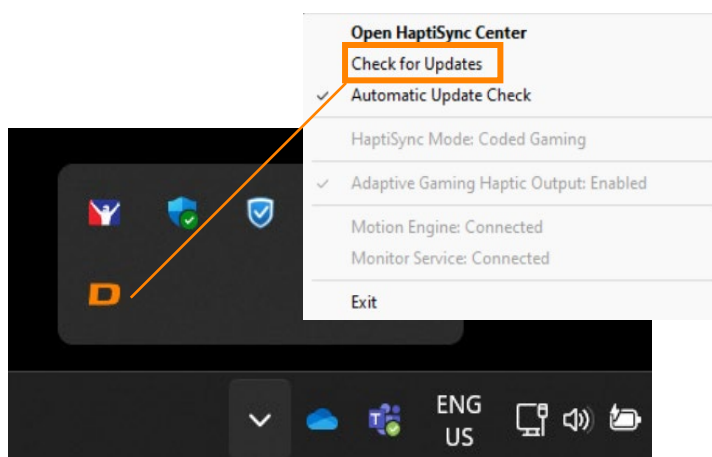 Open HaptiSync Center
Check for Updates
Automatic Update Check
HaptiSync Mode: Coded Gaming
Adaptive Gaming Haptic Output: Enabled
Motion Engine: Connected
Monitor Service: Connected
Exit
D
ENG
US